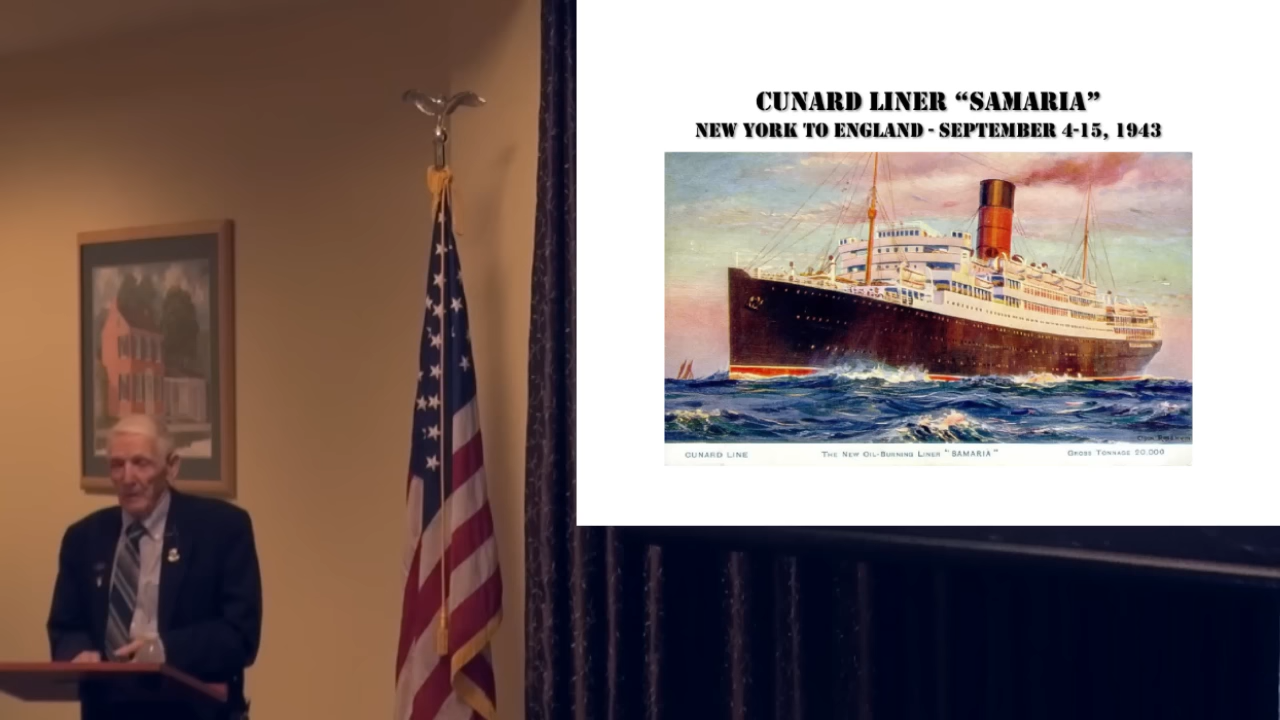 CUNARD LINER “SAMARIA”
NEW YORK TO ENGLAND - SEPTEMBER 4-15, 1943
CUNARD LINE THE NEW OIL-BURNING LINER "SAMARIA" GROSS TONNAGE 20,000